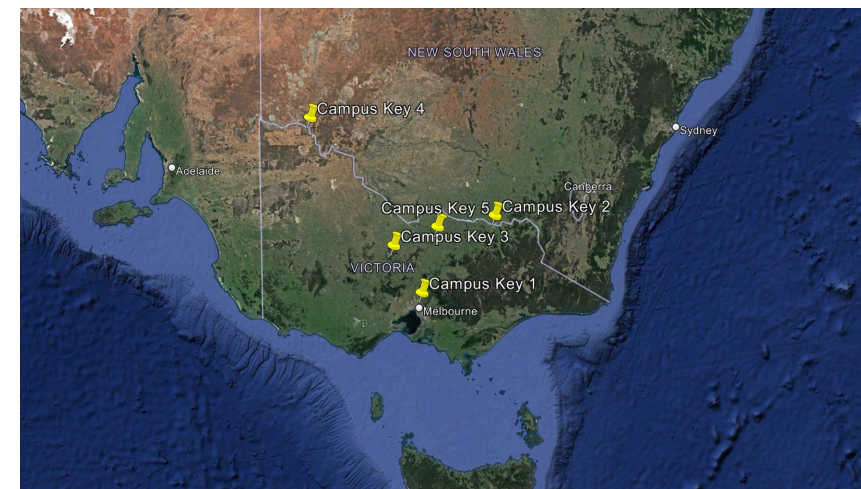 NEW SOUTH WALES
Campus Key 4
Sydney
Adelaide
Canberra
Campus Key 5
Campus Key 2
Campus Key 3
VICTORIA
Campus Key 1
Melbourne